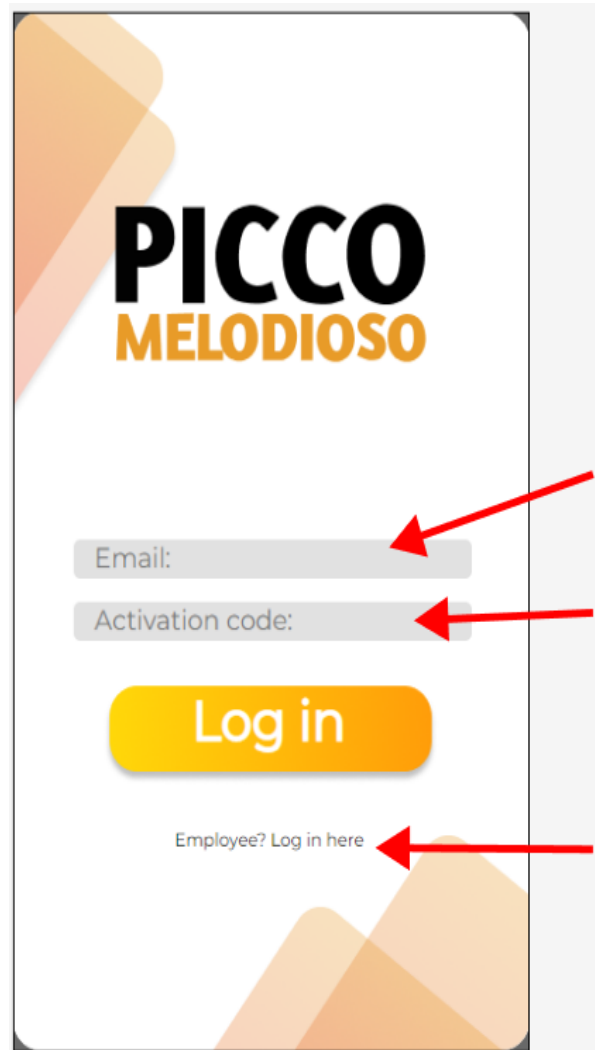 PICCO
MELODIOSO
Email:
Activation code:
Log in
Employee? Log in here